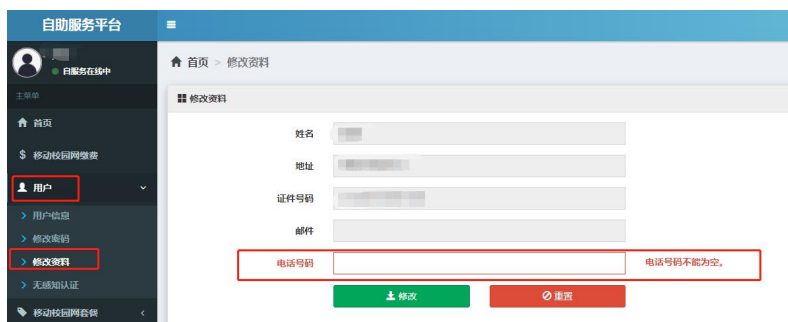 自助服务平台
自服务在线中
首页 > 修改资料
主菜单
修改资料
首页
姓名
$ 移动校园网缴费
地址
用户
证件号码
用户信息
邮件
修改密码
修改资料
电话号码
电话号码不能为空。
无感知认证
修改
重置
移动校园网套餐